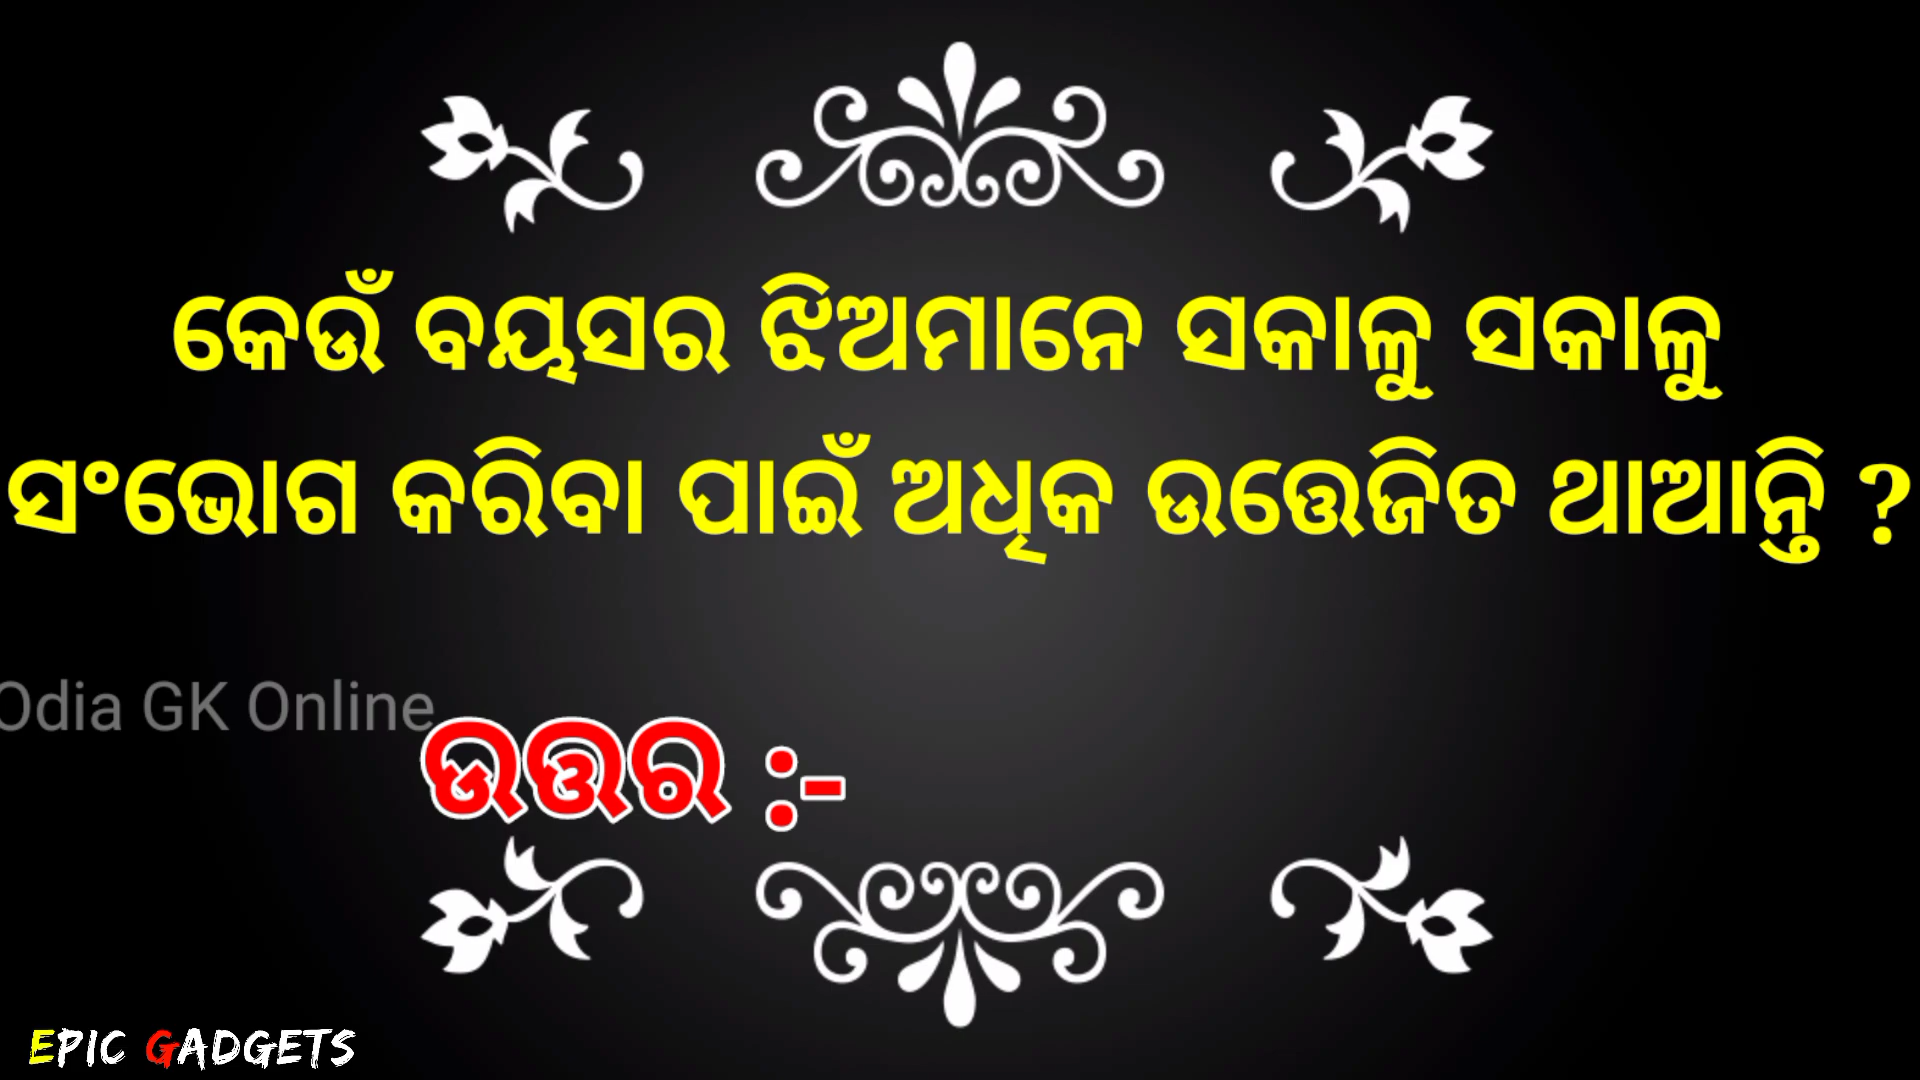 କେଉଁ ବୟସର ଝିଅମାନେ ସକାଳୁ ସକାଳୁ
ସଂଭୋଗ କରିବା ପାଇଁ ଅଧିକ ଉତ୍ତେଜିତ ଥାଆନ୍ତି ?
Odia GK Online
ଉତ୍ତର :-
EPIC GADGETS